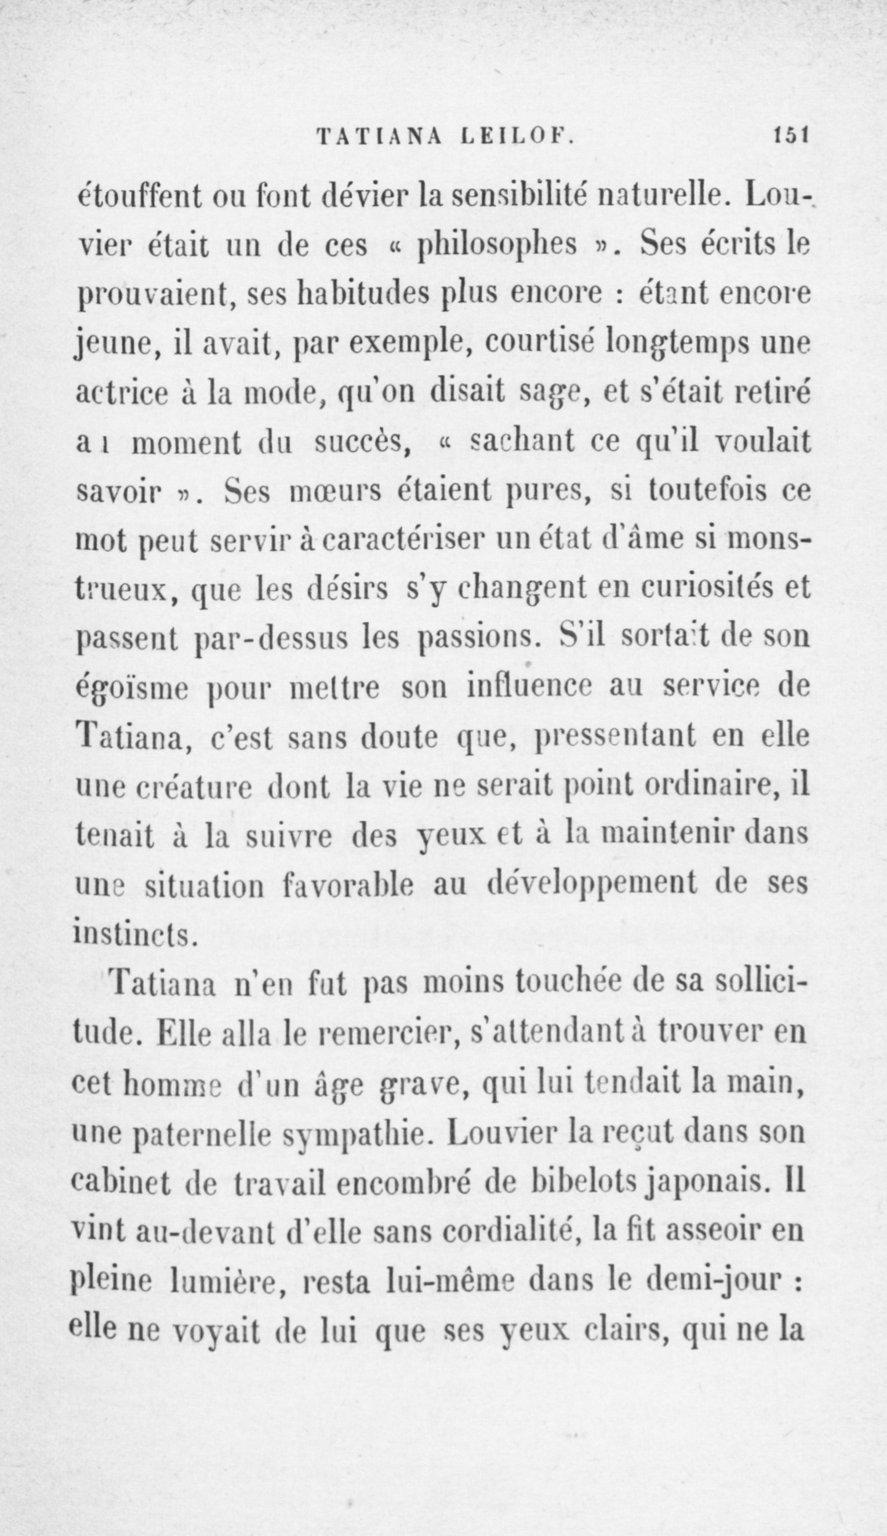 TATIANA LEILOF. 151
étouffent ou font dévier la sensibilité naturelle. Lou-
vier était un de ces « philosophes ». Ses écrits le
prouvaient, ses habitudes plus encore : étant encore
jeune, il avait, par exemple, courtisé longtemps une
actrice à la mode, qu'on disait sage, et s'était retiré
au moment du succès, « sachant ce qu'il voulait
savoir ». Ses mœurs étaient pures, si toutefois ce
mot peut servir à caractériser un état d'âme si mons-
trueux, que les désirs s'y changent en curiosités et
passent par-dessus les passions. S'il sortait de son
égoïsme pour mettre son influence au service de
Tatiana, c'est sans doute que, pressentant en elle
une créature dont la vie ne serait point ordinaire, il
tenait à la suivre des yeux et à la maintenir dans
une situation favorable au développement de ses
instincts.
Tatiana n'en fut pas moins touchée de sa sollici-
tude. Elle alla le remercier, s'attendant à trouver en
cet homme d'un âge grave, qui lui tendait la main,
une paternelle sympathie. Louvier la reçut dans son
cabinet de travail encombré de bibelots japonais. Il
vint au-devant d'elle sans cordialité, la fit asseoir en
pleine lumière, resta lui-même dans le demi-jour :
elle ne voyait de lui que ses yeux clairs, qui ne la